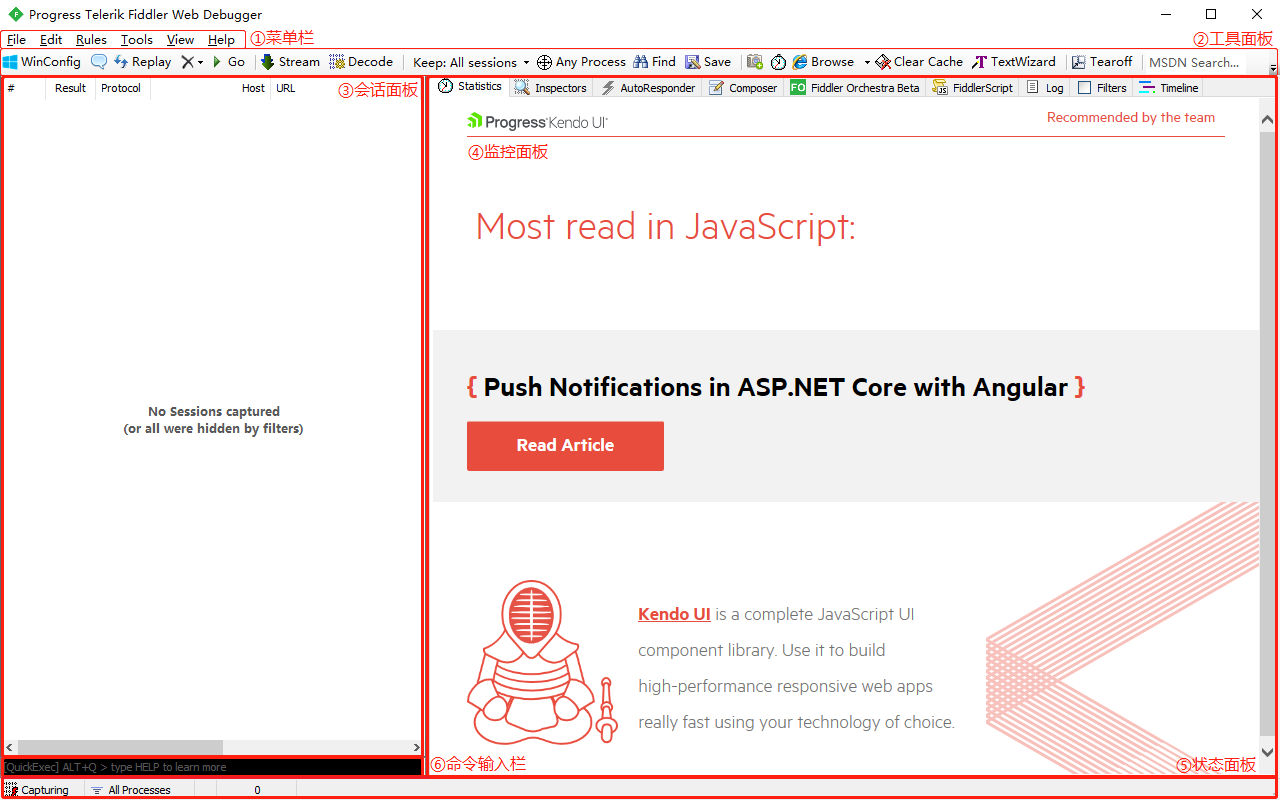 Progress Telerik Fiddler Web Debugger
File Edit Rules Tools View Help ①菜单栏 ②工具面板
WinConfig Replay Go Stream Decode Keep: All sessions Any Process Find Save Browse Clear Cache TextWizard Tearoff MSDN Search...
# Result Protocol Host URL ③会话面板
Statistics Inspectors AutoResponder Composer FO Fiddler Orchestra Beta FiddlerScript Log Filters Timeline
Progress Kendo UI Recommended by the team
④监控面板
Most read in JavaScript:
{ Push Notifications in ASP.NET Core with Angular }
Read Article
No Sessions captured
(or all were hidden by filters)
Kendo UI is a complete JavaScript UI
component library. Use it to build
high-performance responsive web apps
really fast using your technology of choice.
[QuickExec] ALT+Q > type HELP to learn more ⑥命令输入栏 ⑤状态面板
Capturing All Processes 0